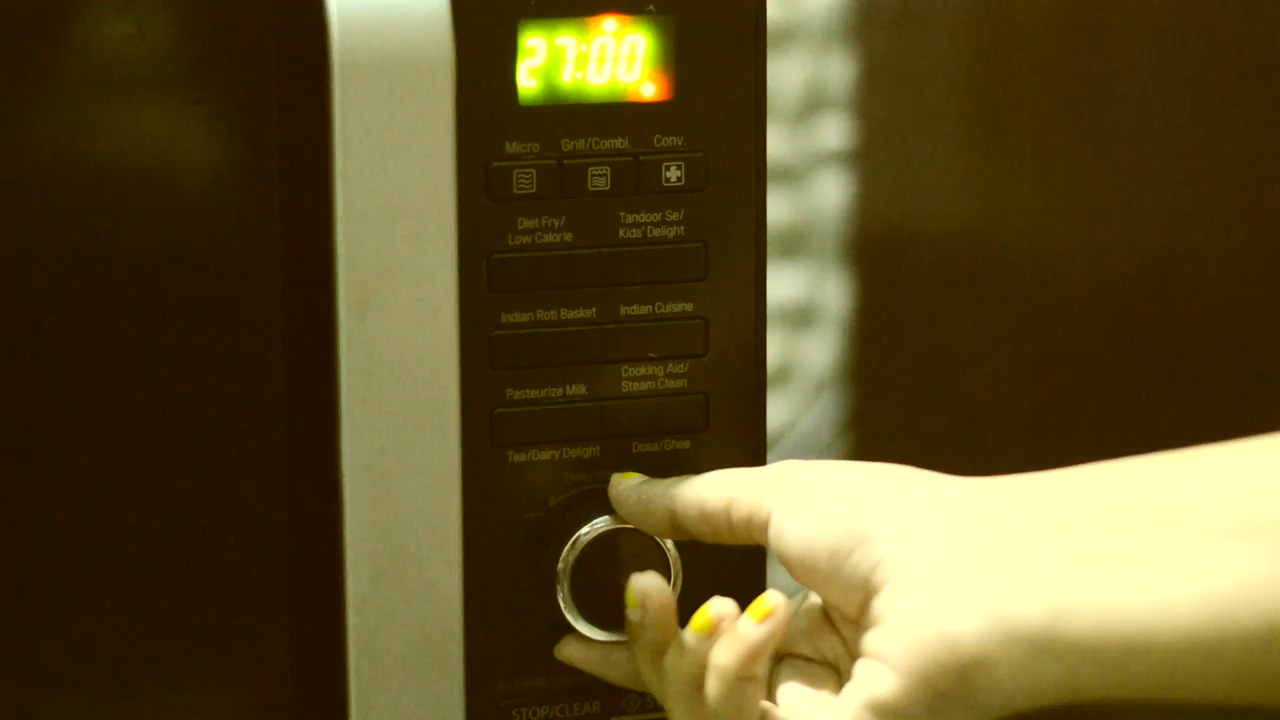 27:00
Micro Grill/Combi. Conv.
Diet Fry/ Tandoor Se/
Low Calorie Kids' Delight
Indian Roti Basket Indian Cuisine
Cooking Aid/
Pasteurize Milk Steam Clean
Tea/Dairy Delight Dosa/Ghee
STOP/CLEAR